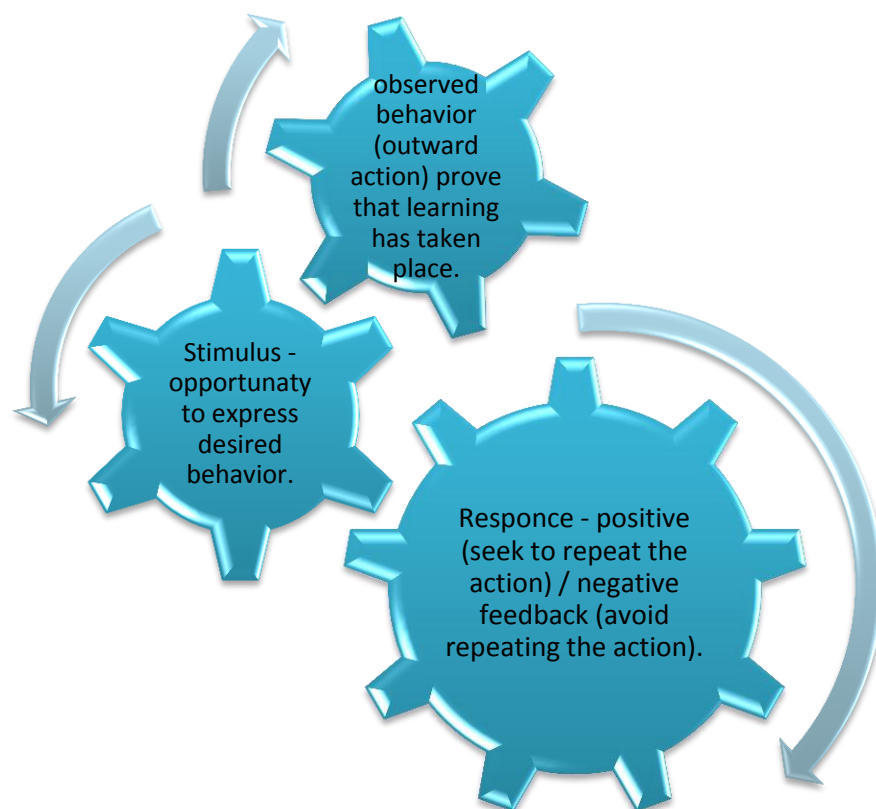 observed
behavior
(outward
action) prove
that learning
has taken
place.
Stimulus -
opportunaty
to express
desired
behavior.
Responce - positive
(seek to repeat the
action) / negative
feedback (avoid
repeating the action).